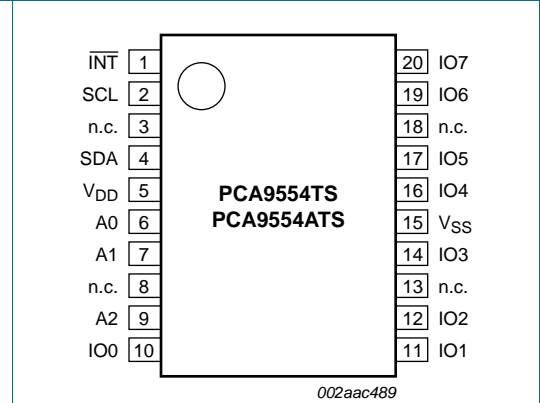 INT 1
SCL 2
n.c. 3
SDA 4
VDD 5
A0 6
A1 7
n.c. 8
A2 9
IO0 10
PCA9554TS
PCA9554ATS
20 IO7
19 IO6
18 n.c.
17 IO5
16 IO4
15 VSS
14 IO3
13 n.c.
12 IO2
11 IO1
002aac489